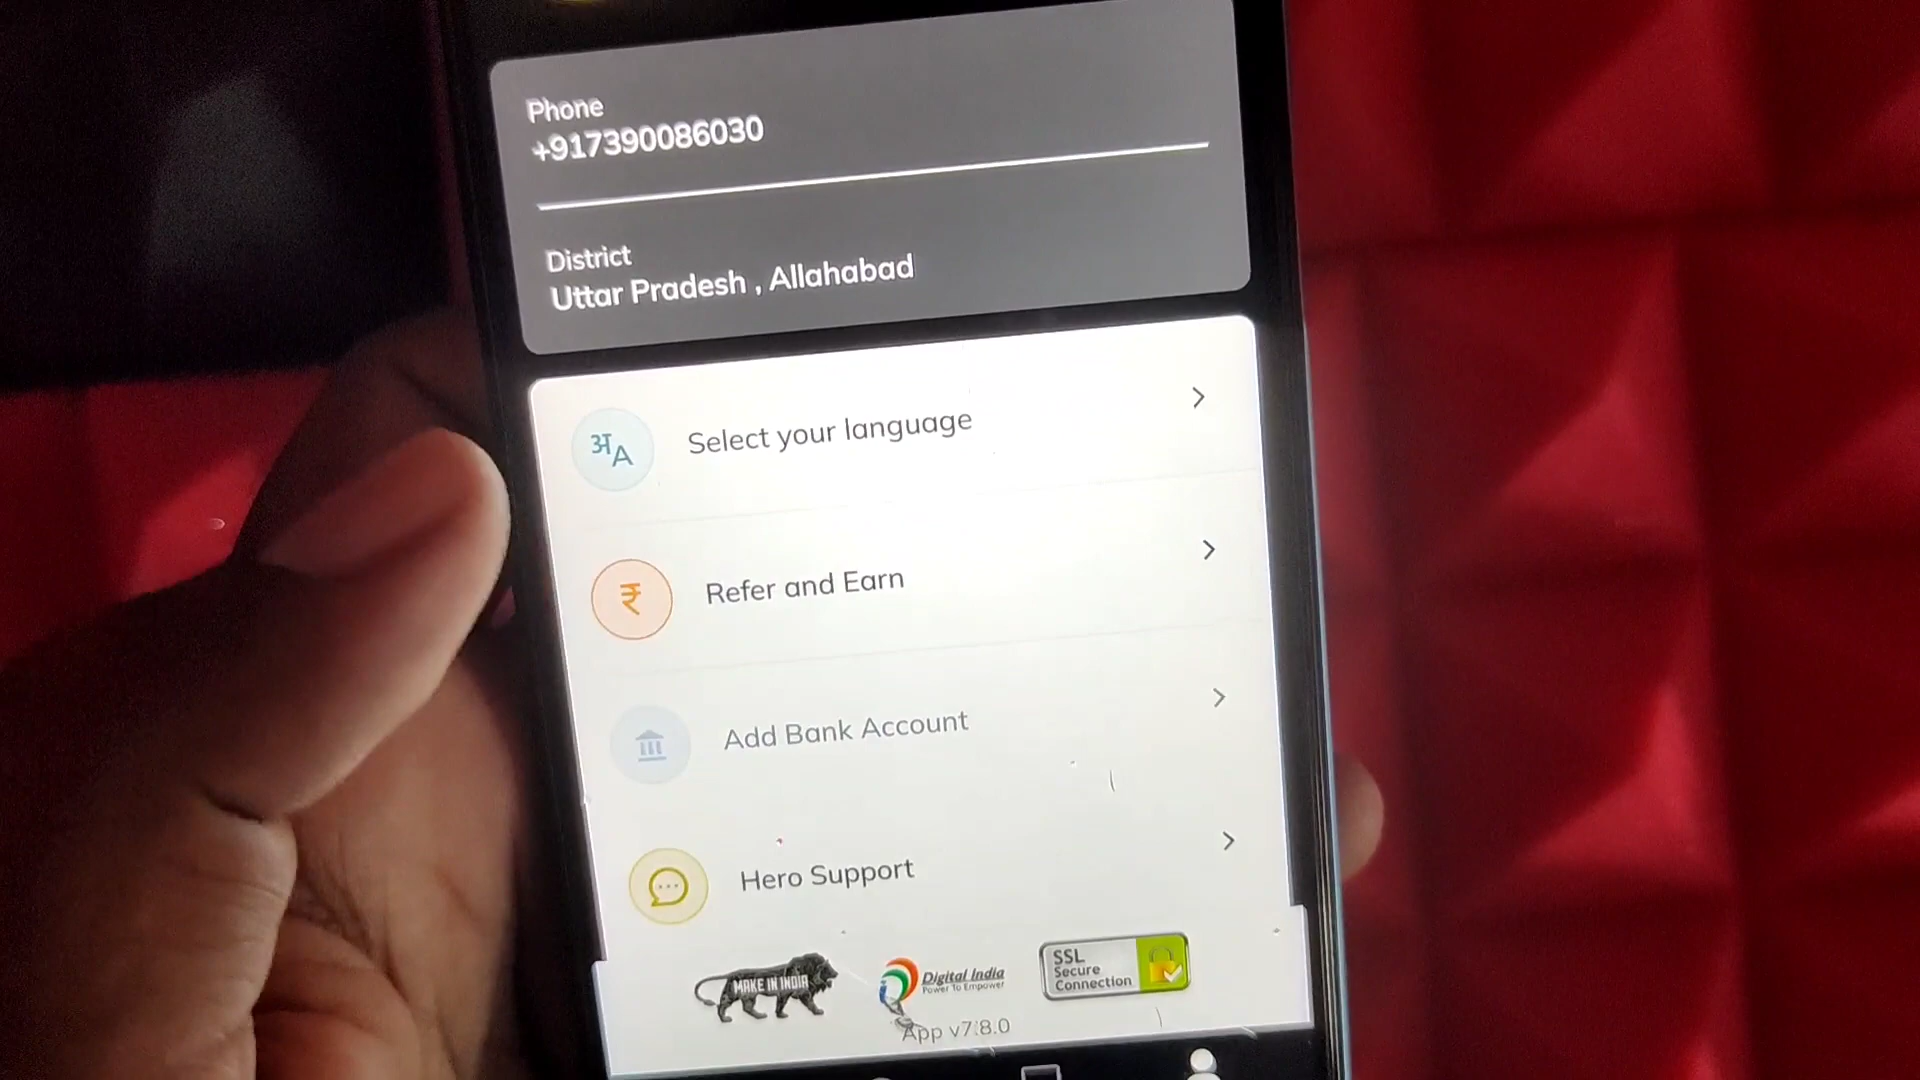 Phone
+917390086030
District
Uttar Pradesh , Allahabad
अA
Select your language
₹
Refer and Earn
Add Bank Account
Hero Support
MAKE IN INDIA
Digital India
Power To Empower
SSL
Secure
Connection
App v7.8.0